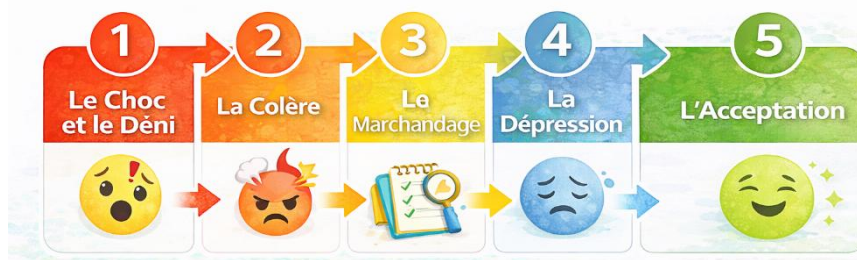 1
Le Choc
et le Déni
2
La Colère
3
Le
Marchandage
4
La
Dépression
5
L'Acceptation